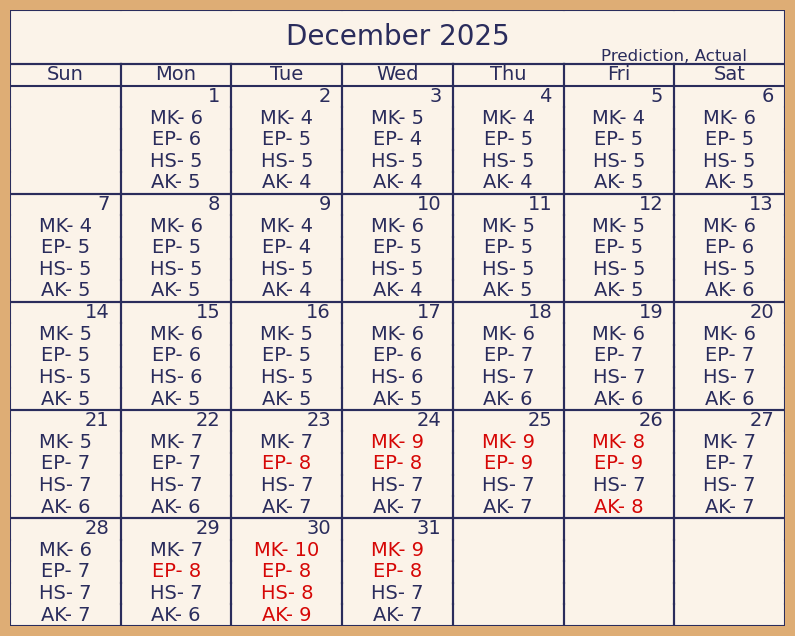 December 2025
Prediction, Actual
Sun Mon Tue Wed Thu Fri Sat
1 2 3 4 5 6
MK- 6 MK- 4 MK- 5 MK- 4 MK- 4 MK- 6
EP- 6 EP- 5 EP- 4 EP- 5 EP- 5 EP- 5
HS- 5 HS- 5 HS- 5 HS- 5 HS- 5 HS- 5
AK- 5 AK- 4 AK- 4 AK- 4 AK- 5 AK- 5
7 8 9 10 11 12 13
MK- 4 MK- 6 MK- 4 MK- 6 MK- 5 MK- 5 MK- 6
EP- 5 EP- 5 EP- 4 EP- 5 EP- 5 EP- 5 EP- 6
HS- 5 HS- 5 HS- 5 HS- 5 HS- 5 HS- 5 HS- 5
AK- 5 AK- 5 AK- 4 AK- 4 AK- 5 AK- 5 AK- 6
14 15 16 17 18 19 20
MK- 5 MK- 6 MK- 5 MK- 6 MK- 6 MK- 6 MK- 6
EP- 5 EP- 6 EP- 5 EP- 6 EP- 7 EP- 7 EP- 7
HS- 5 HS- 6 HS- 5 HS- 6 HS- 7 HS- 7 HS- 7
AK- 5 AK- 5 AK- 5 AK- 5 AK- 6 AK- 6 AK- 6
21 22 23 24 25 26 27
MK- 5 MK- 7 MK- 7 MK- 9 MK- 9 MK- 8 MK- 7
EP- 7 EP- 7 EP- 8 EP- 8 EP- 9 EP- 9 EP- 7
HS- 7 HS- 7 HS- 7 HS- 7 HS- 7 HS- 7 HS- 7
AK- 6 AK- 6 AK- 7 AK- 7 AK- 7 AK- 8 AK- 7
28 29 30 31
MK- 6 MK- 7 MK- 10 MK- 9
EP- 7 EP- 8 EP- 8 EP- 8
HS- 7 HS- 7 HS- 8 HS- 7
AK- 7 AK- 6 AK- 9 AK- 7